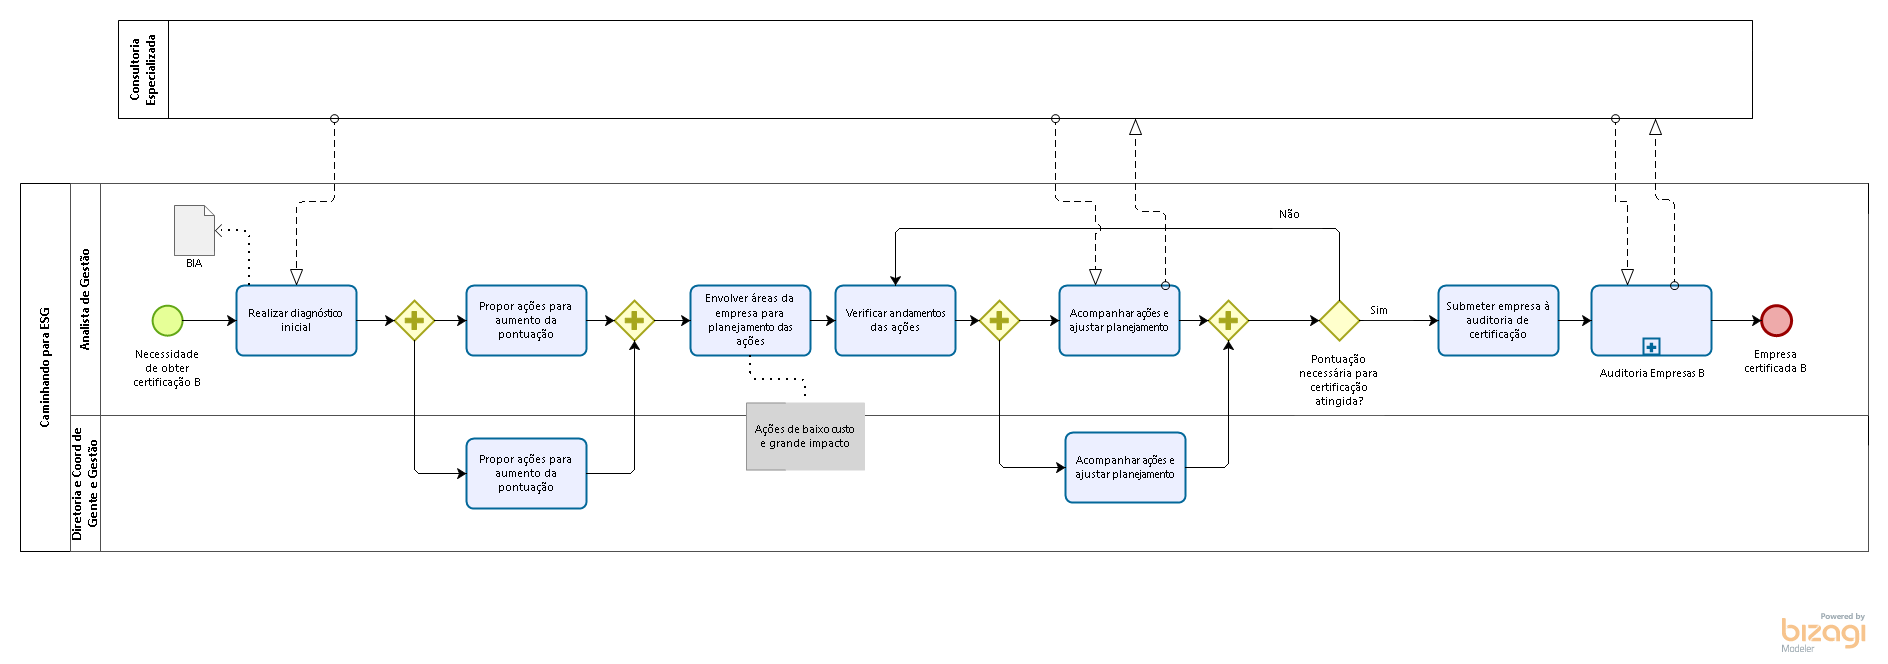 Consultoria
Especializada
Caminhando para ESG
Analista de Gestão
BIA
Necessidade
de obter
certificação B
Realizar diagnóstico
inicial
Propor ações para
aumento da
pontuação
Envolver áreas da
empresa para
planejamento das
ações
Verificar andamentos
das ações
Acompanhar ações e
ajustar planejamento
Não
Pontuação
necessária para
certificação
atingida?
Sim
Submeter empresa à
auditoria de
certificação
Auditoria Empresas B
Empresa
certificada B
Diretoria e Coord de
Gente e Gestão
Propor ações para
aumento da
pontuação
Ações de baixo custo
e grande impacto
Acompanhar ações e
ajustar planejamento
Powered by
bizagi
Modeler